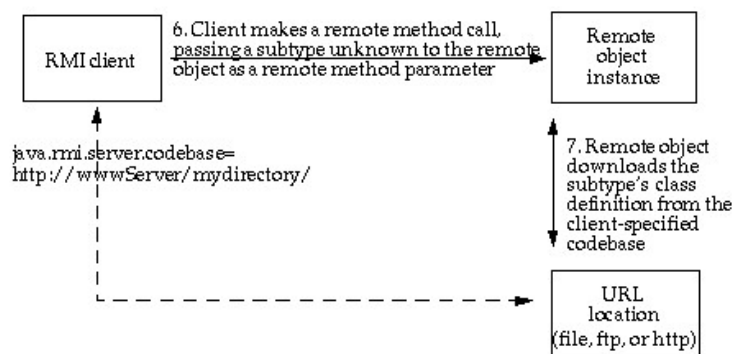 6. Client makes a remote method call,
passing a subtype unknown to the remote
object as a remote method parameter
RMI client
Remote
object
instance
java.rmi.server.codebase=
http://wwwServer/mydirectory/
7. Remote object
downloads the
subtype's class
definition from the
client-specified
codebase
URL
location
(file, ftp, or http)